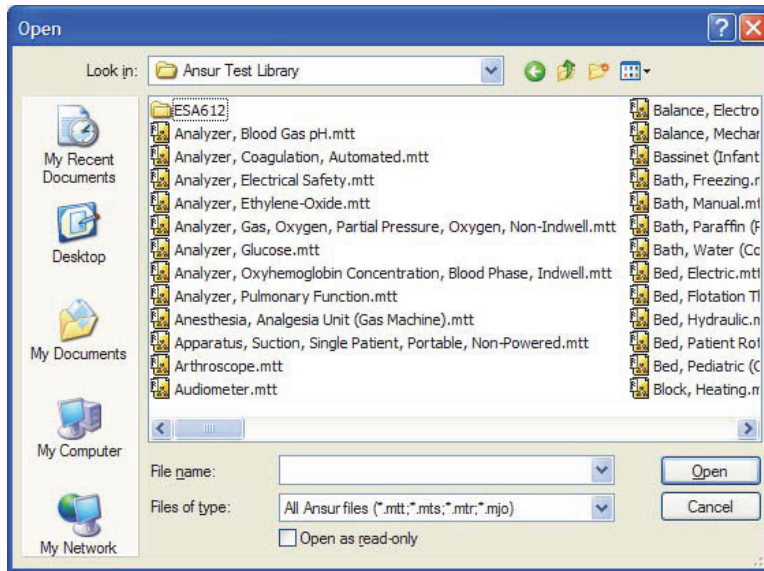 Open
Look in: Ansur Test Library
My Recent
Documents
Desktop
My Documents
My Computer
My Network
ESA612
Analyzer, Blood Gas pH.mtt
Analyzer, Coagulation, Automated.mtt
Analyzer, Electrical Safety.mtt
Analyzer, Ethylene-Oxide.mtt
Analyzer, Gas, Oxygen, Partial Pressure, Oxygen, Non-Indwell.mtt
Analyzer, Glucose.mtt
Analyzer, Oxyhemoglobin Concentration, Blood Phase, Indwell.mtt
Analyzer, Pulmonary Function.mtt
Anesthesia, Analgesia Unit (Gas Machine).mtt
Apparatus, Suction, Single Patient, Portable, Non-Powered.mtt
Arthroscope.mtt
Audiometer.mtt
Balance, Electro
Balance, Mechar
Bassinet (Infant
Bath, Freezing.r
Bath, Manual.mt
Bath, Paraffin (F
Bath, Water (Co
Bed, Electric.mtt
Bed, Flotation Tl
Bed, Hydraulic.n
Bed, Patient Rot
Bed, Pediatric (C
Block, Heating.m
File name:
Open
Files of type: All Ansur files (*.mtt;*.mts;*.mtr;*.mjo)
Cancel
Open as read-only